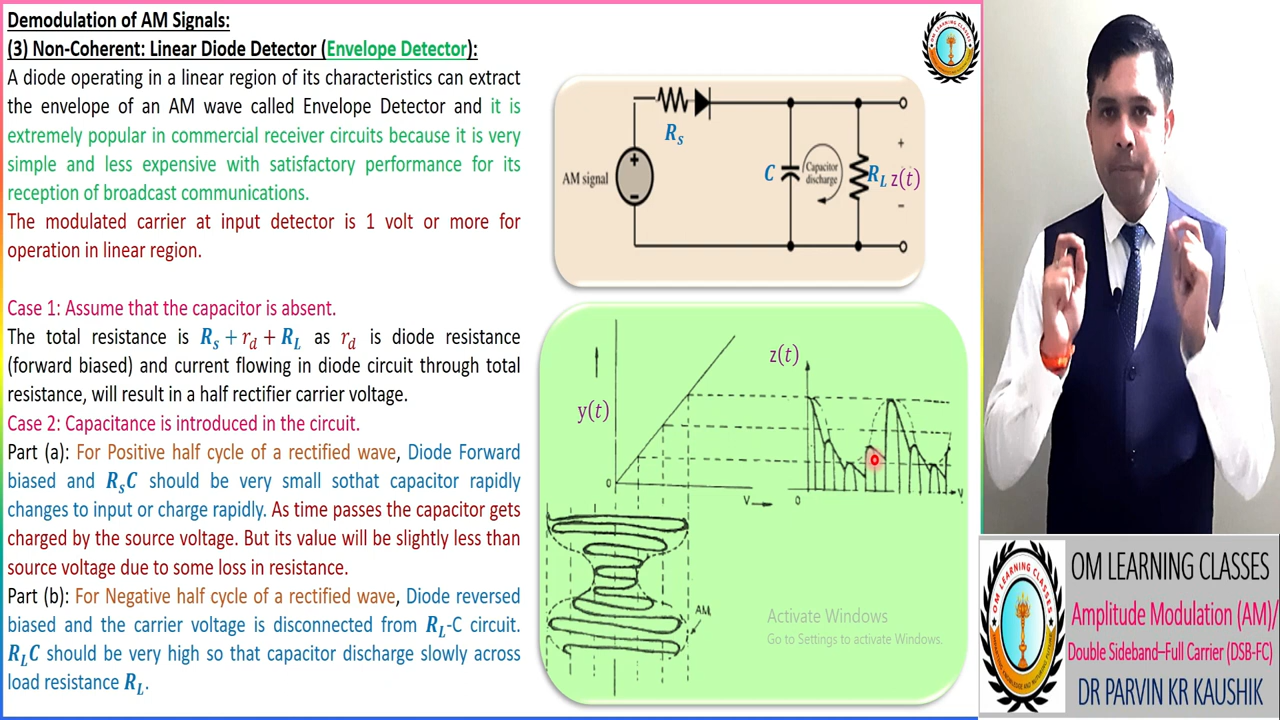 Demodulation of AM Signals:
(3) Non-Coherent: Linear Diode Detector (Envelope Detector):
A diode operating in a linear region of its characteristics can extract
the envelope of an AM wave called Envelope Detector and it is
extremely popular in commercial receiver circuits because it is very
simple and less expensive with satisfactory performance for its
reception of broadcast communications.
The modulated carrier at input detector is 1 volt or more for
operation in linear region.
Case 1: Assume that the capacitor is absent.
The total resistance is Rs + rd + RL as rd is diode resistance
(forward biased) and current flowing in diode circuit through total
resistance, will result in a half rectifier carrier voltage.
Case 2: Capacitance is introduced in the circuit.
Part (a): For Positive half cycle of a rectified wave, Diode Forward
biased and RsC should be very small sothat capacitor rapidly
changes to input or charge rapidly. As time passes the capacitor gets
charged by the source voltage. But its value will be slightly less than
source voltage due to some loss in resistance.
Part (b): For Negative half cycle of a rectified wave, Diode reversed
biased and the carrier voltage is disconnected from RL-C circuit.
RLC should be very high so that capacitor discharge slowly across
load resistance RL.
Rs
AM signal
+
−
C
Capacitor
discharge
RL
+
z(t)
−
y(t)
0
V
z(t)
0
V
AM
Activate Windows
Go to Settings to activate Windows.
OM LEARNING CLASSES
OM LEARNING CLASSES
OM LEARNING CLASSES
Amplitude Modulation (AM)/
Double Sideband–Full Carrier (DSB-FC)
DR PARVIN KR KAUSHIK